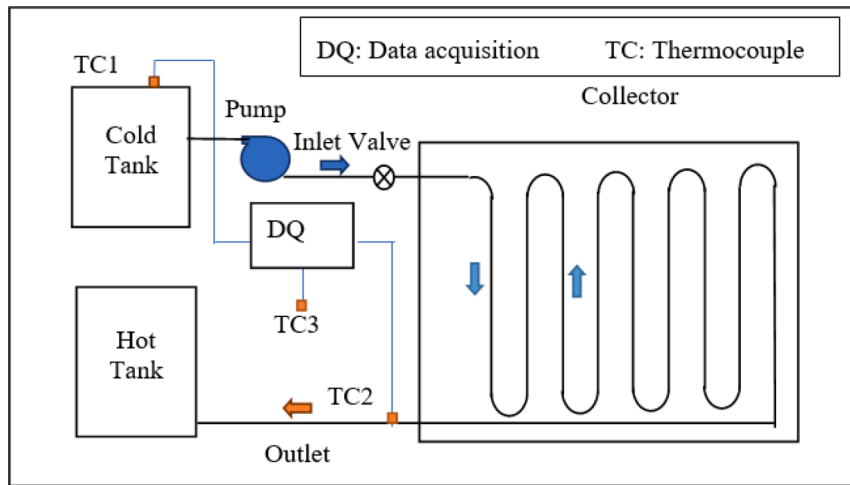 DQ: Data acquisition TC: Thermocouple
TC1
Collector
Pump
Cold
Tank
Inlet Valve
DQ
TC3
Hot
Tank
TC2
Outlet